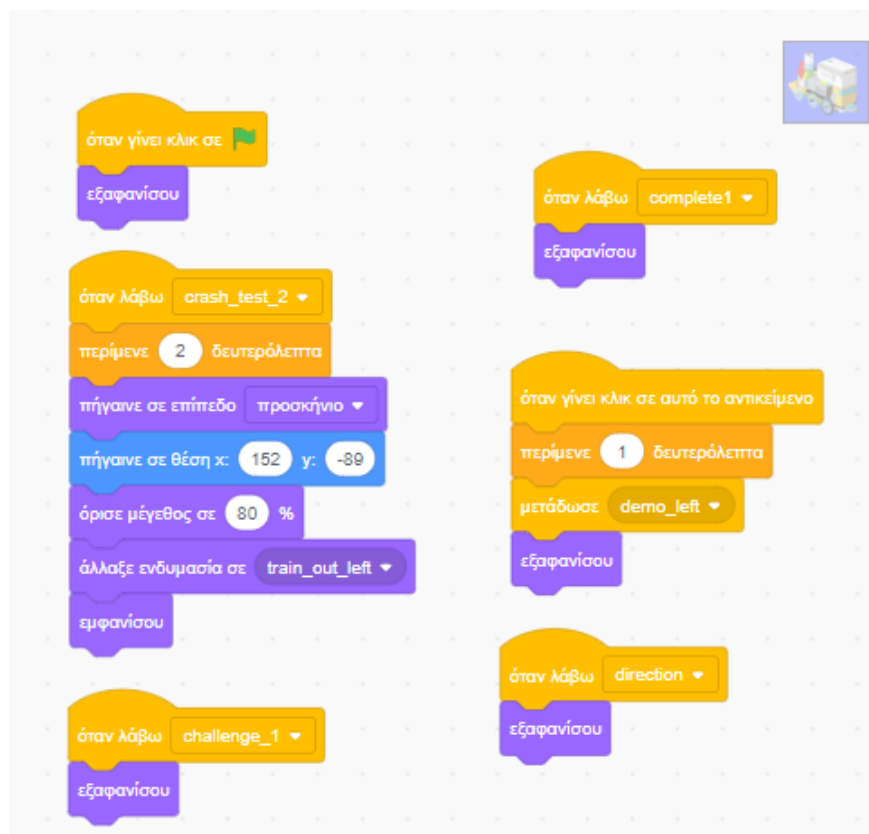 όταν γίνει κλικ σε
εξαφανίσου
όταν λάβω crash_test_2
περίμενε 2 δευτερόλεπτα
πήγαινε σε επίπεδο προσκήνιο
πήγαινε σε θέση x: 152 y: -89
όρισε μέγεθος σε 80 %
άλλαξε ενδυμασία σε train_out_left
εμφανίσου
όταν λάβω challenge_1
εξαφανίσου
όταν λάβω complete1
εξαφανίσου
όταν γίνει κλικ σε αυτό το αντικείμενο
περίμενε 1 δευτερόλεπτα
μετάδωσε demo_left
εξαφανίσου
όταν λάβω direction
εξαφανίσου